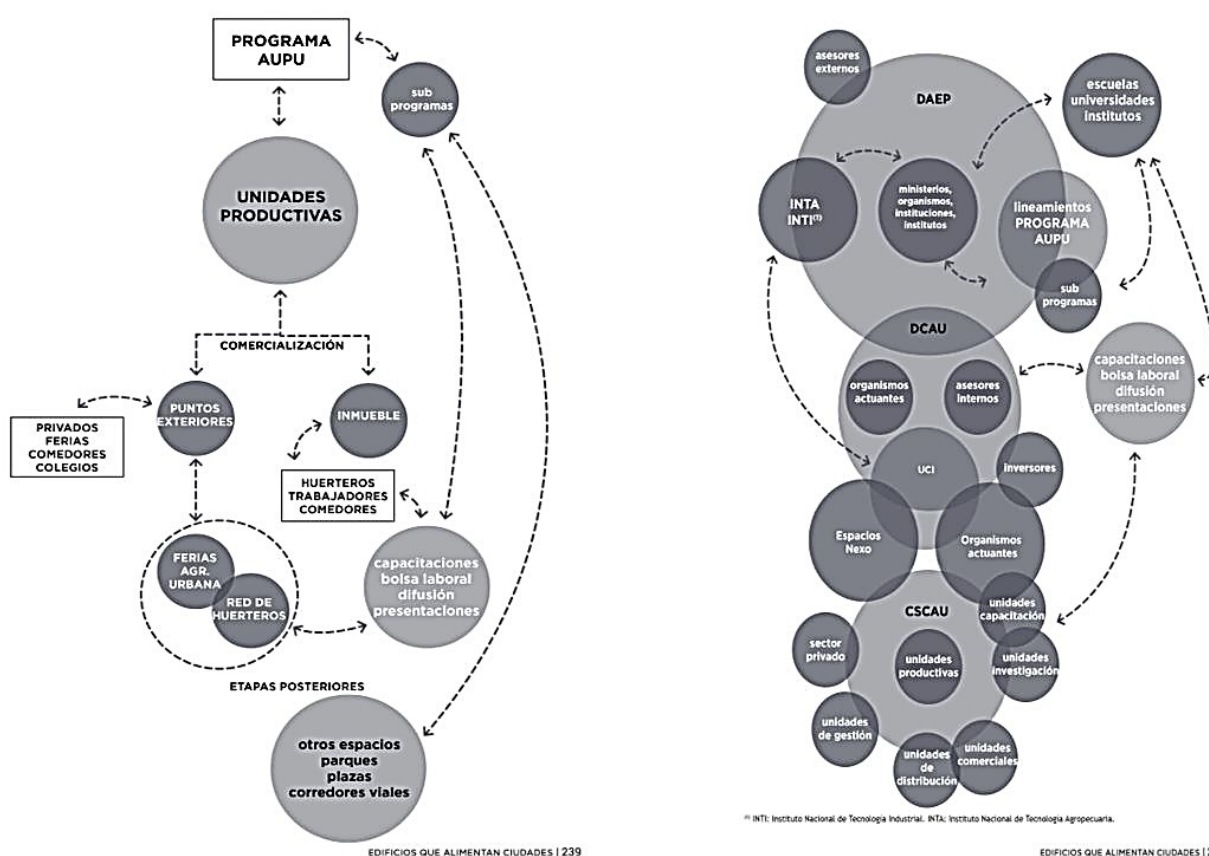 PROGRAMA
AUPU
sub
programas
UNIDADES
PRODUCTIVAS
COMERCIALIZACIÓN
PUNTOS
EXTERIORES
INMUEBLE
PRIVADOS
FERIAS
COMEDORES
COLEGIOS
HUERTEROS
TRABAJADORES
COMEDORES
FERIAS
AGR.
URBANA
RED DE
HUERTEROS
capacitaciones
bolsa laboral
difusión
presentaciones
ETAPAS POSTERIORES
otros espacios
parques
plazas
corredores viales
EDIFICIOS QUE ALIMENTAN CIUDADES | 239
asesores
externos
DAEP
escuelas
universidades
institutos
INTA
INTI(1)
ministerios,
organismos,
instituciones,
institutos
lineamientos
PROGRAMA
AUPU
sub
programas
DCAU
organismos
actuantes
asesores
internos
capacitaciones
bolsa laboral
difusión
presentaciones
UCI
inversores
Espacios
Nexo
Organismos
actuantes
CSCAU
unidades
capacitación
sector
privado
unidades
productivas
unidades
investigación
unidades
de gestión
unidades
de
distribución
unidades
comerciales
(1) INTI: Instituto Nacional de Tecnología Industrial. INTA: Instituto Nacional de Tecnología Agropecuaria.
EDIFICIOS QUE ALIMENTAN CIUDADES | 2